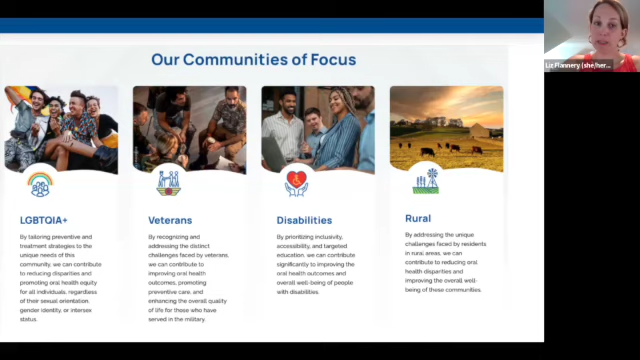 Our Communities of Focus
Liz Flannery (she/her...
LGBTQIA+
By tailoring preventive and
treatment strategies to the
unique needs of this
community, we can contribute
to reducing disparities and
promoting oral health equity
for all individuals, regardless
of their sexual orientation,
gender identity, or intersex
status.
Veterans
By recognizing and
addressing the distinct
challenges faced by veterans,
we can contribute to
improving oral health
outcomes, promoting
preventive care, and
enhancing the overall quality
of life for those who have
served in the military.
Disabilities
By prioritizing inclusivity,
accessibility, and targeted
education, we can contribute
significantly to improving the
oral health outcomes and
overall well-being of people
with disabilities.
Rural
By addressing the unique
challenges faced by residents
in rural areas, we can
contribute to reducing oral
health disparities and
improving the overall well-
being of these communities.